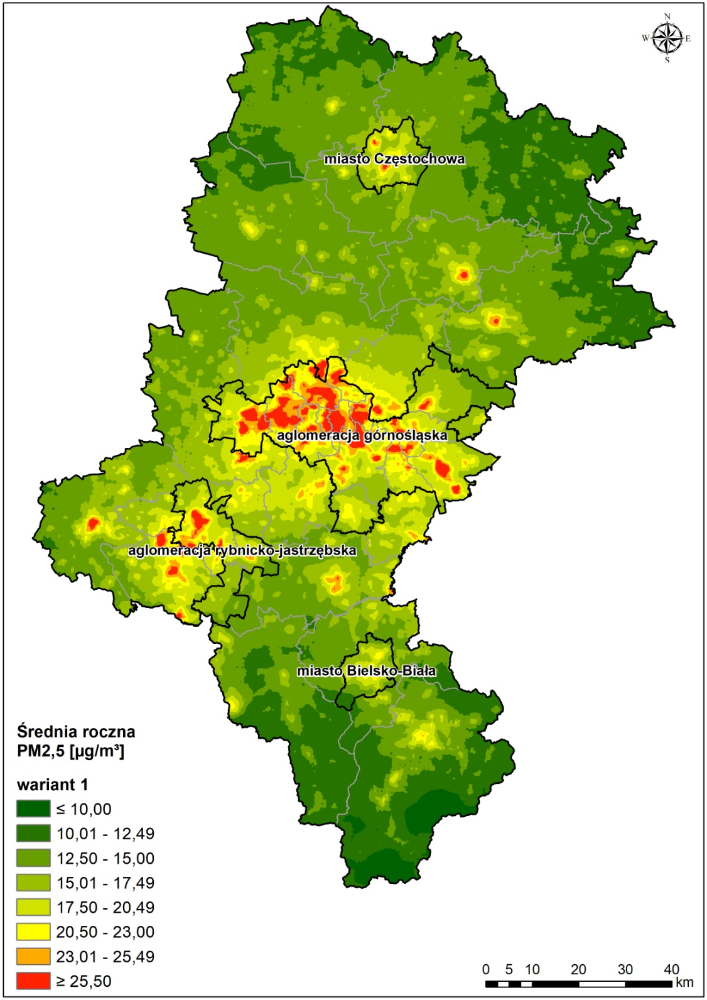 N
W E
S
miasto Częstochowa
aglomeracja górnośląska
aglomeracja rybnicko-jastrzębska
miasto Bielsko-Biała
Średnia roczna
PM2,5 [µg/m³]
wariant 1
≤ 10,00
10,01 - 12,49
12,50 - 15,00
15,01 - 17,49
17,50 - 20,49
20,50 - 23,00
23,01 - 25,49
≥ 25,50
0 5 10 20 30 40
km